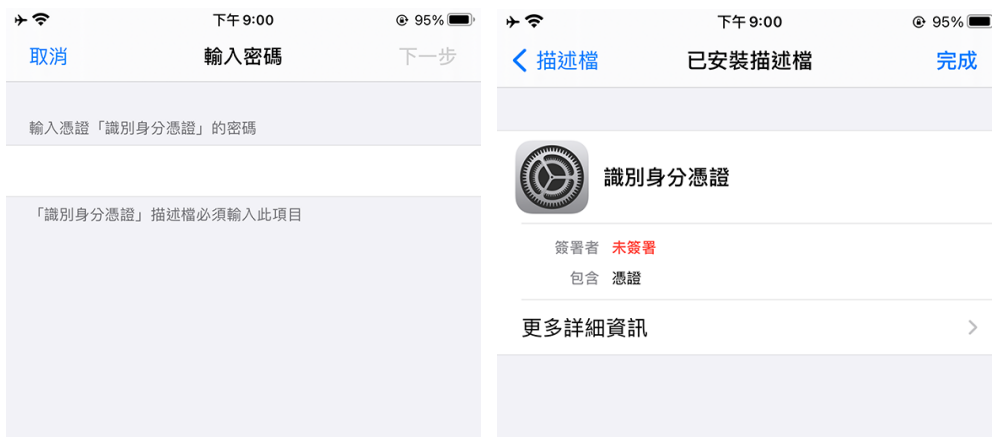 下午 9:00
95%
取消
輸入密碼
下一步
輸入憑證「識別身分憑證」的密碼
「識別身分憑證」描述檔必須輸入此項目
下午 9:00
95%
描述檔
已安裝描述檔
完成
識別身分憑證
簽署者 未簽署
包含 憑證
更多詳細資訊